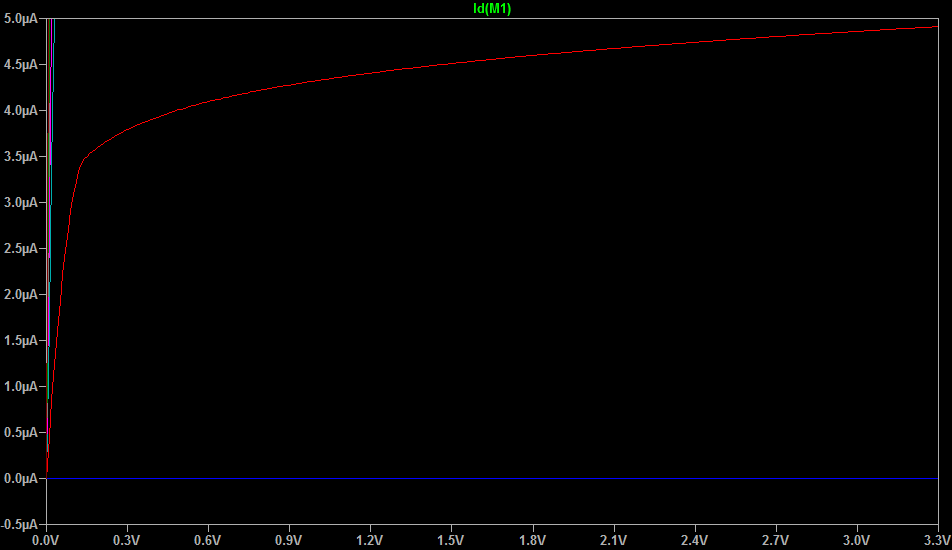 Id(M1)
5.0µA
4.5µA
4.0µA
3.5µA
3.0µA
2.5µA
2.0µA
1.5µA
1.0µA
0.5µA
0.0µA
-0.5µA
0.0V 0.3V 0.6V 0.9V 1.2V 1.5V 1.8V 2.1V 2.4V 2.7V 3.0V 3.3V